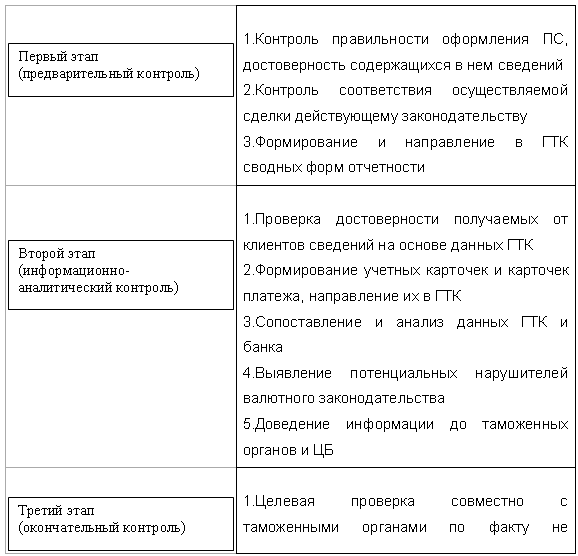 Первый этап
(предварительный контроль)
1.Контроль правильности оформления ПС,
достоверность содержащихся в нем сведений
2.Контроль соответствия осуществляемой
сделки действующему законодательству
3.Формирование и направление в ГТК
сводных форм отчетности
Второй этап
(информационно-
аналитический контроль)
1.Проверка достоверности получаемых от
клиентов сведений на основе данных ГТК
2.Формирование учетных карточек и карточек
платежа, направление их в ГТК
3.Сопоставление и анализ данных ГТК и
банка
4.Выявление потенциальных нарушителей
валютного законодательства
5.Доведение информации до таможенных
органов и ЦБ
Третий этап
(окончательный контроль)
1.Целевая проверка совместно с
таможенными органами по факту не